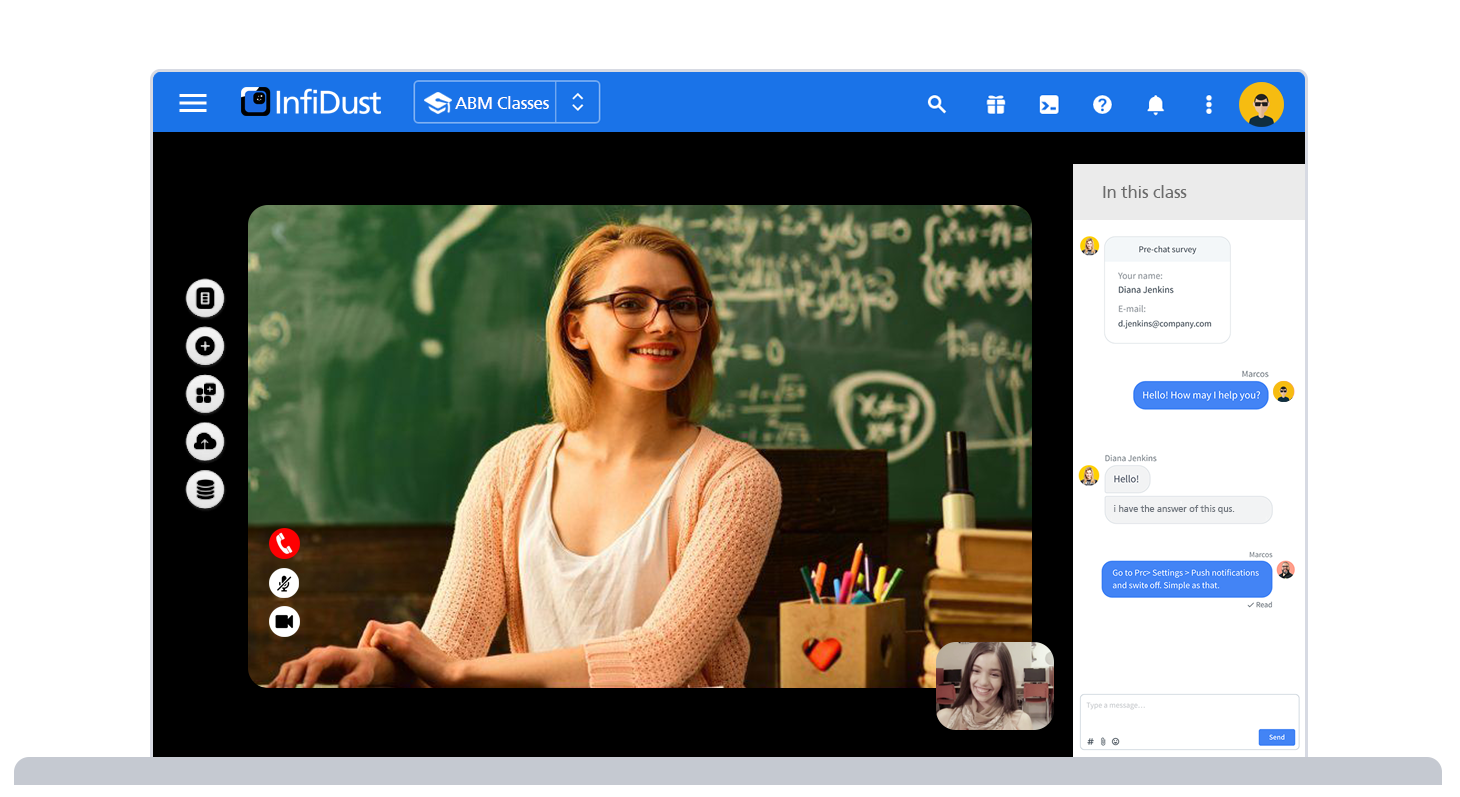 InfiDust
ABM Classes
In this class
Pre-chat survey
Your name:
Diana Jenkins
E-mail:
d.jenkins@company.com
Marcos
Hello! How may I help you?
Diana Jenkins
Hello!
i have the answer of this qus.
Marcos
Go to Prc> Settings > Push notifications
and swite off. Simple as that.
Read
Type a message...
#
Send